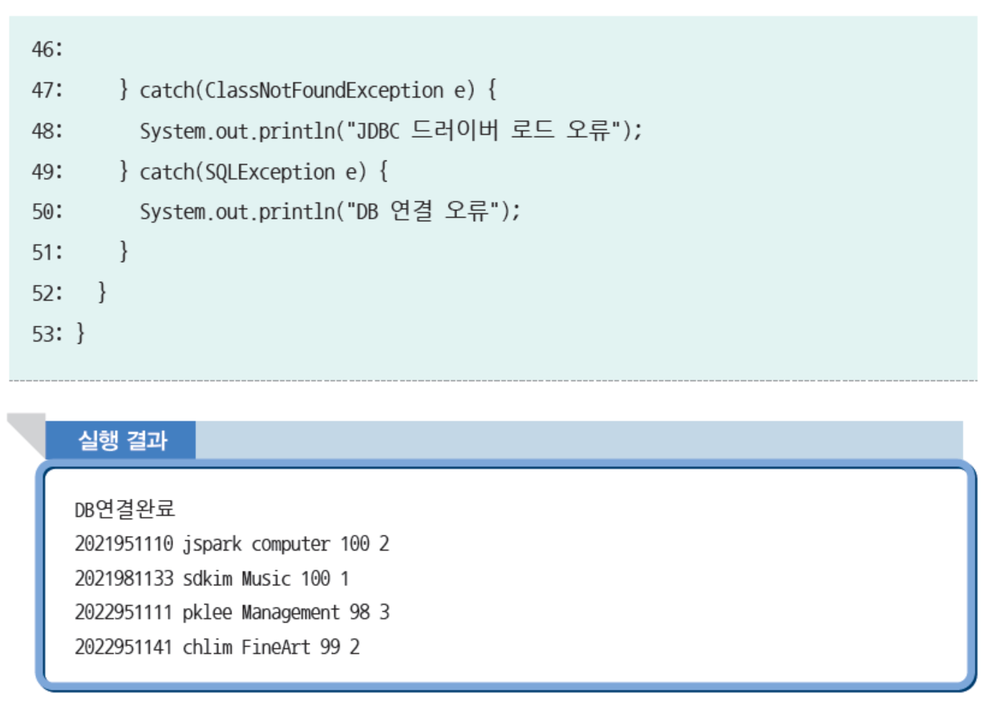 46:
47:      } catch(ClassNotFoundException e) {
48:        System.out.println("JDBC 드러이버 로드 오류");
49:      } catch(SQLException e) {
50:        System.out.println("DB 연결 오류");
51:      }
52:    }
53: }
실행 결과
DB연결완료
2021951110 jspark computer 100 2
2021981133 sdkim Music 100 1
2022951111 pklee Management 98 3
2022951141 chlim FineArt 99 2